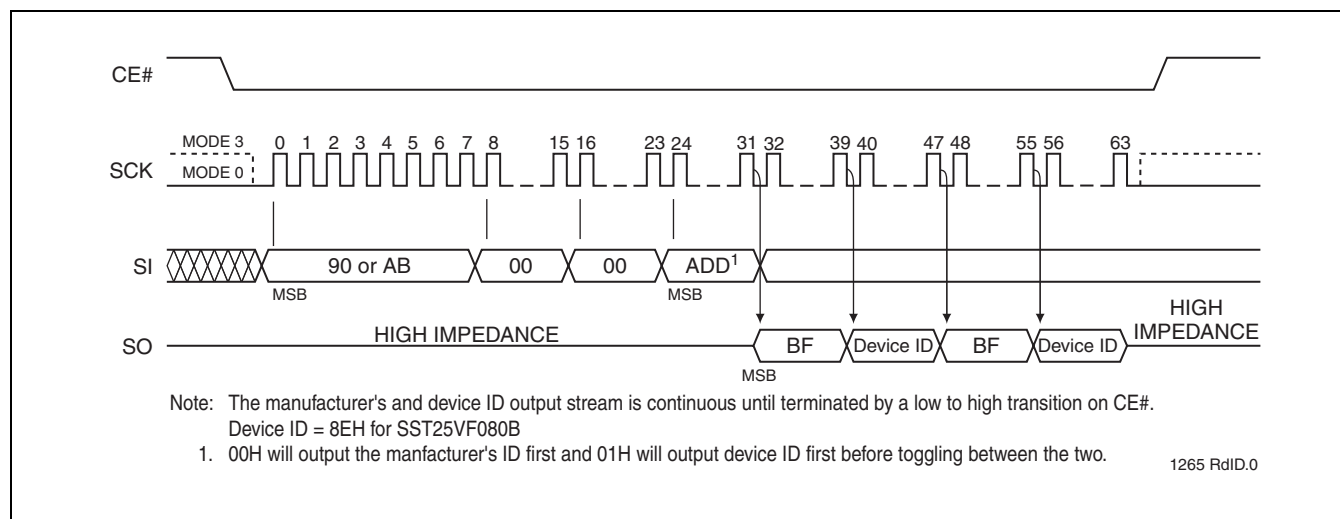 CE#
MODE 3 0 1 2 3 4 5 6 7 8 15 16 23 24 31 32 39 40 47 48 55 56 63
SCK MODE 0
SI 90 or AB 00 00 ADD1
MSB MSB
HIGH IMPEDANCE HIGH IMPEDANCE
SO BF Device ID BF Device ID
MSB
Note: The manufacturer's and device ID output stream is continuous until terminated by a low to high transition on CE#.
Device ID = 8EH for SST25VF080B
1. 00H will output the manfacturer's ID first and 01H will output device ID first before toggling between the two.
1265 RdID.0